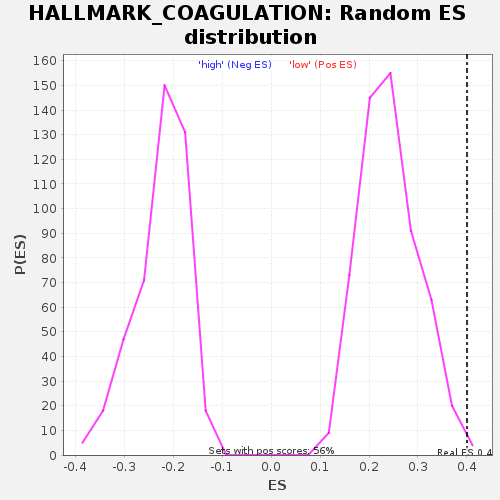 HALLMARK_COAGULATION: Random ES
distribution
'high' (Neg ES) 'low' (Pos ES)
160
150
140
130
120
110
100
90
80
70
60
50
40
30
20
10
0
P(ES)
Sets with pos scores: 56%
Real ES 0.4
-0.4 -0.3 -0.2 -0.1 0.0 0.1 0.2 0.3 0.4
ES